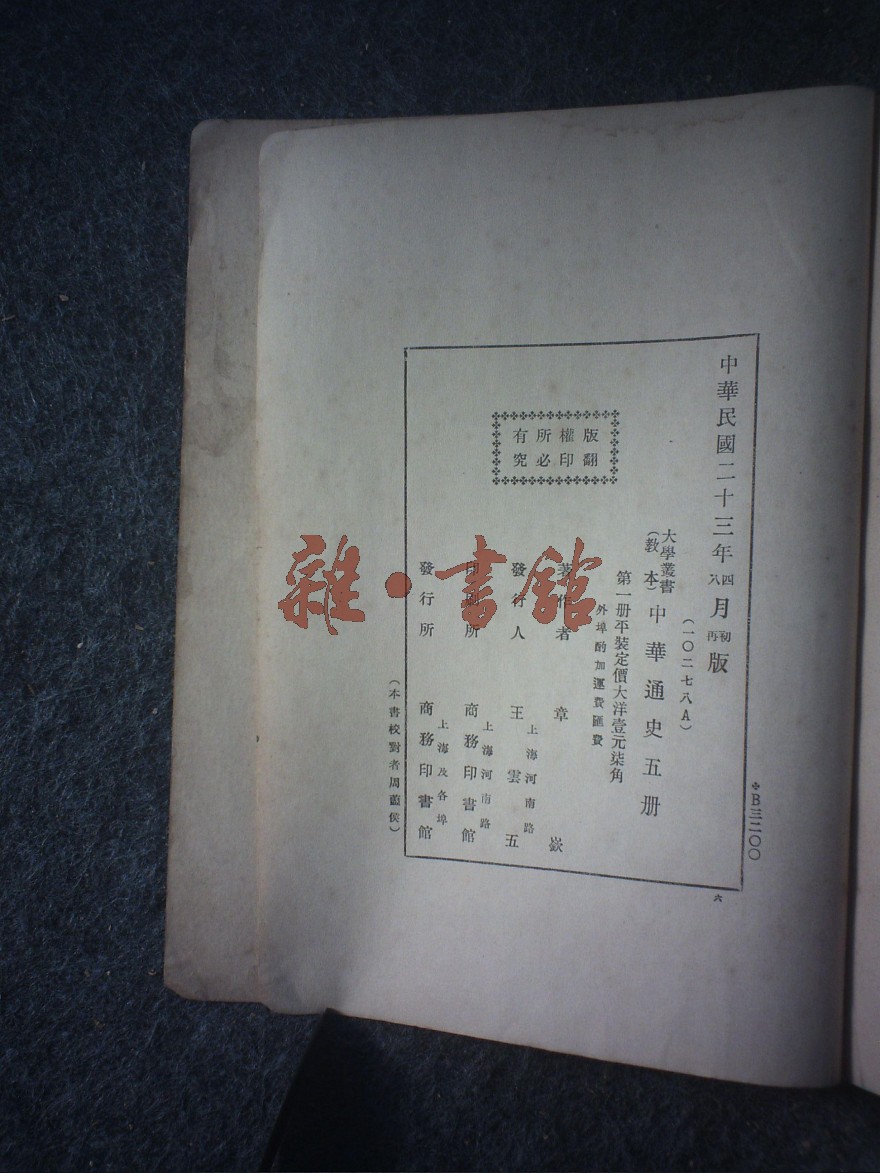 中華民國二十三年四月初版
八再
(一〇二七八A)
大學叢書
(教本)
中華通史五册
第一册平裝定價大洋壹元柒角
外埠酌加運費匯費
版權所有
翻印必究
著作者 章嶔
發行人 王雲五
上海河南路
印刷所 商務印書館
上海河南路
發行所 商務印書館
上海及各埠
(本書校對者周 侯)
B三二〇〇
六
雜·書館